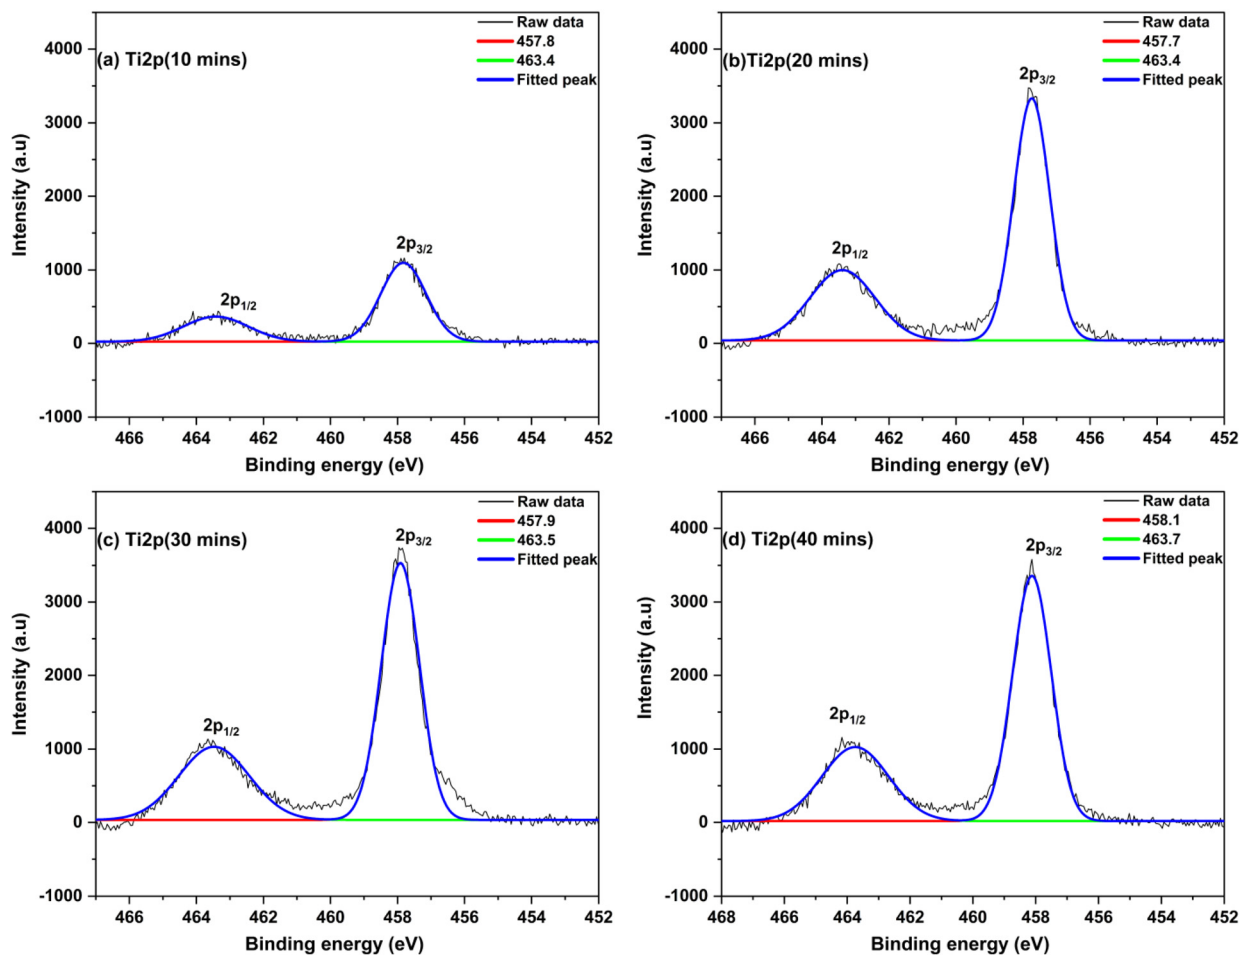 Raw data
457.8
463.4
Fitted peak
(a) Ti2p(10 mins)
2p3/2
2p1/2
4000
3000
2000
1000
0
-1000
466 464 462 460 458 456 454 452
Intensity (a.u)
Binding energy (eV)
Raw data
457.7
463.4
Fitted peak
(b)Ti2p(20 mins)
2p3/2
2p1/2
4000
3000
2000
1000
0
-1000
466 464 462 460 458 456 454 452
Intensity (a.u)
Binding energy (eV)
Raw data
457.9
463.5
Fitted peak
(c) Ti2p(30 mins)
2p3/2
2p1/2
4000
3000
2000
1000
0
-1000
466 464 462 460 458 456 454 452
Intensity (a.u)
Binding energy (eV)
Raw data
458.1
463.7
Fitted peak
(d) Ti2p(40 mins)
2p3/2
2p1/2
4000
3000
2000
1000
0
-1000
468 466 464 462 460 458 456 454 452
Intensity (a.u)
Binding energy (eV)